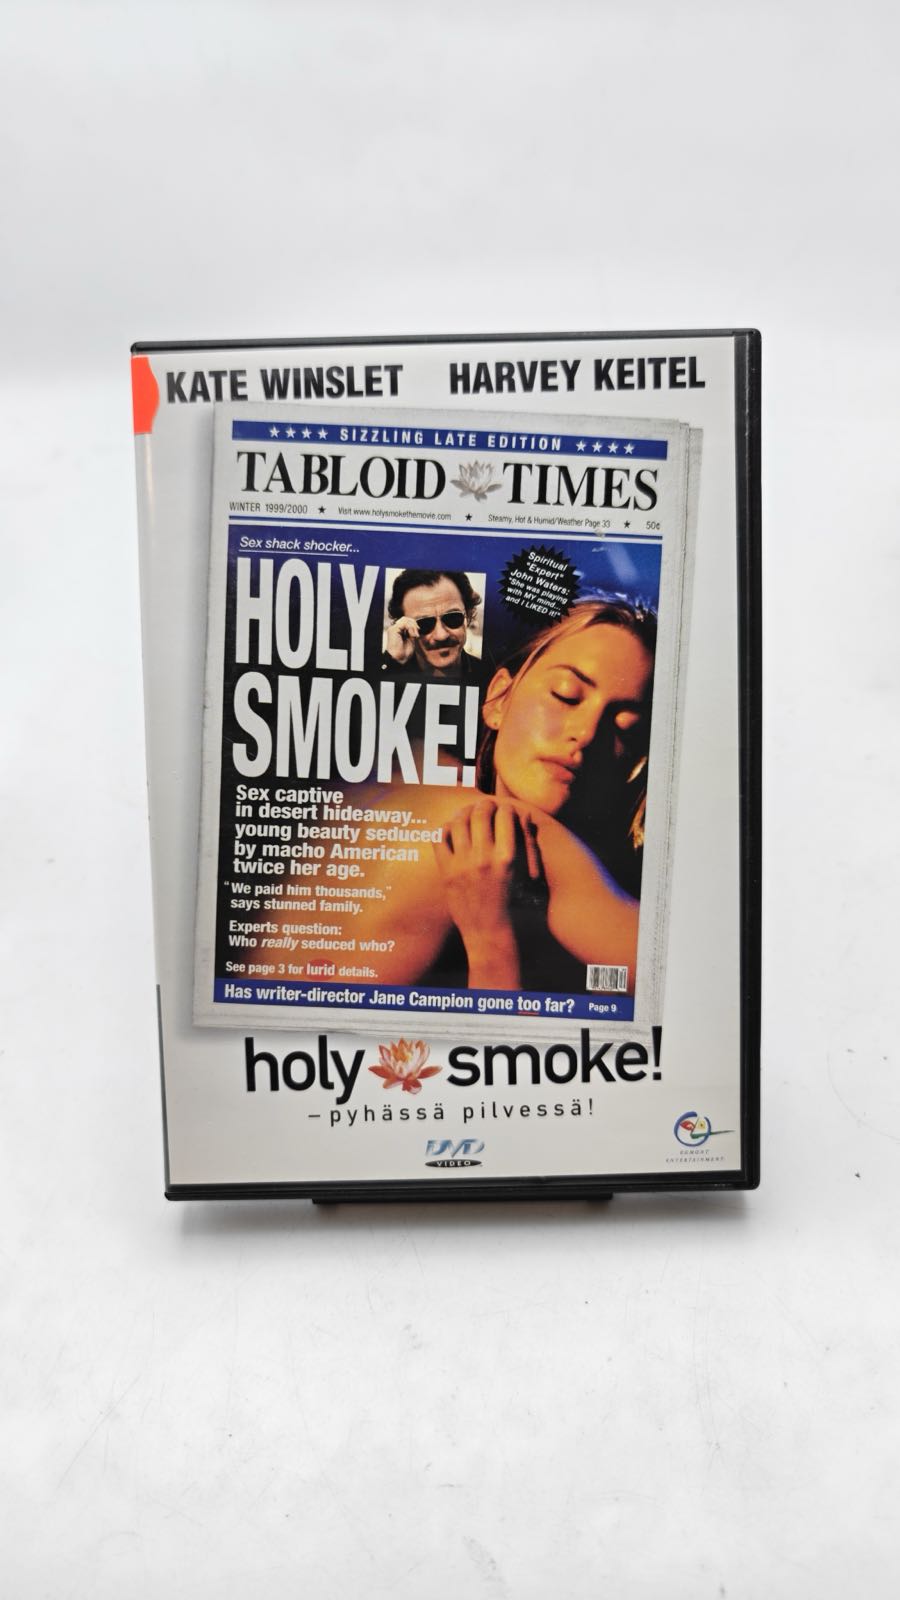 KATE WINSLET HARVEY KEITEL
★★★★ SIZZLING LATE EDITION ★★★★
TABLOID TIMES
WINTER 1999/2000 ★ Visit www.holysmokethemovie.com ★ Steamy, Hot & Humid/Weather Page 33 ★ 50¢
Sex shack shocker...
Spiritual
"Expert"
John Waters:
"She was playing
with MY mind...
and I LIKED it!"
HOLY
SMOKE!
Sex captive
in desert hideaway...
young beauty seduced
by macho American
twice her age.
"We paid him thousands,"
says stunned family.
Experts question:
Who really seduced who?
See page 3 for lurid details.
Has writer-director Jane Campion gone too far? Page 9
holy smoke!
– pyhässä pilvessä!
DVD
VIDEO
EGMONT
ENTERTAINMENT